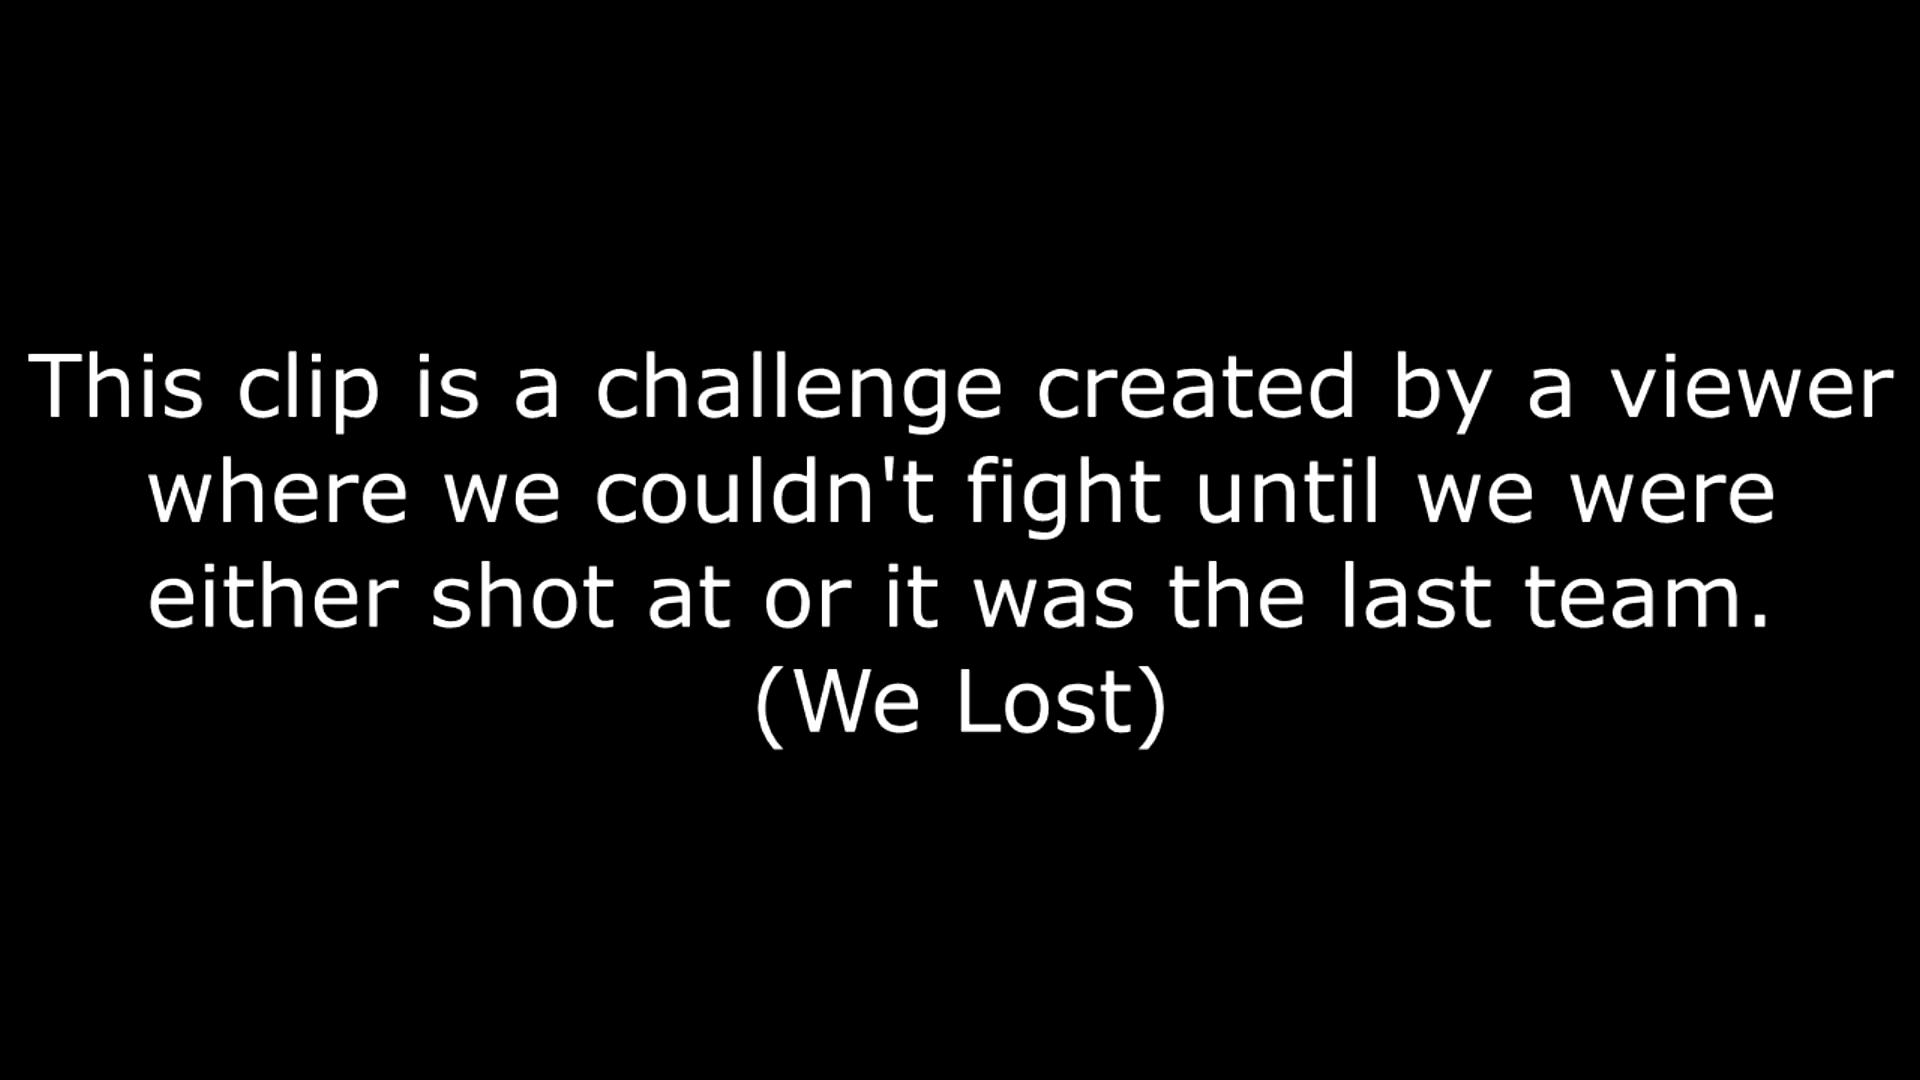 This clip is a challenge created by a viewer
where we couldn't fight until we were
either shot at or it was the last team.
(We Lost)